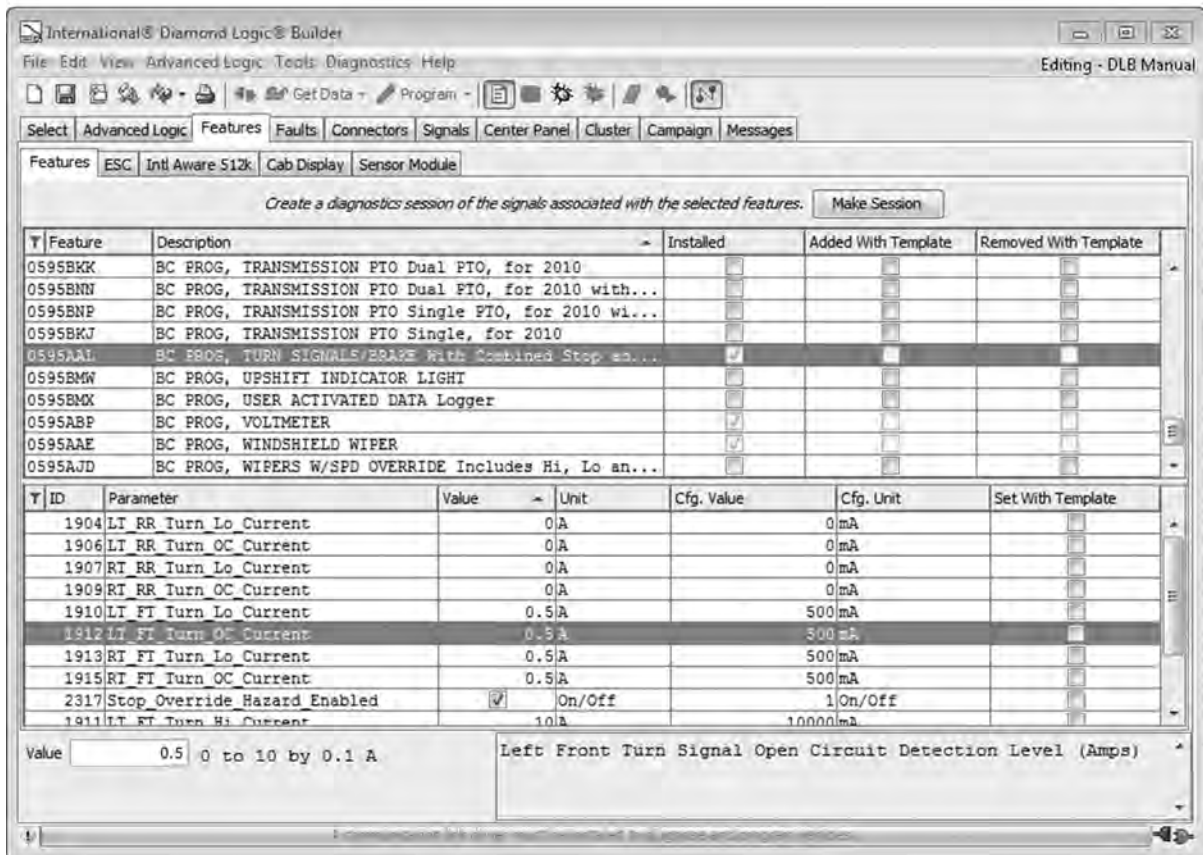 International® Diamond Logic® Builder
File Edit View Advanced Logic Tools Diagnostics Help
Editing - DLB Manual
Get Data Program
Select Advanced Logic Features Faults Connectors Signals Center Panel Cluster Campaign Messages
Features ESC Intl Aware 512k Cab Display Sensor Module
Create a diagnostics session of the signals associated with the selected features. Make Session
Feature Description Installed Added With Template Removed With Template
0595BKK BC PROG, TRANSMISSION PTO Dual PTO, for 2010
0595BNN BC PROG, TRANSMISSION PTO Dual PTO, for 2010 with...
0595BNP BC PROG, TRANSMISSION PTO Single PTO, for 2010 wi...
0595BKJ BC PROG, TRANSMISSION PTO Single, for 2010
0595AAL BC PROG, TURN SIGNALS/BRAKE With Combined Stop an...
0595BMW BC PROG, UPSHIFT INDICATOR LIGHT
0595BMX BC PROG, USER ACTIVATED DATA Logger
0595ABP BC PROG, VOLTMETER
0595AAE BC PROG, WINDSHIELD WIPER
0595AJD BC PROG, WIPERS W/SPD OVERRIDE Includes Hi, Lo an...
ID Parameter Value Unit Cfg. Value Cfg. Unit Set With Template
1904 LT_RR_Turn_Lo_Current 0 A 0 mA
1906 LT_RR_Turn_OC_Current 0 A 0 mA
1907 RT_RR_Turn_Lo_Current 0 A 0 mA
1909 RT_RR_Turn_OC_Current 0 A 0 mA
1910 LT_FT_Turn_Lo_Current 0.5 A 500 mA
1912 LT_FT_Turn_OC_Current 0.5 A 500 mA
1913 RT_FT_Turn_Lo_Current 0.5 A 500 mA
1915 RT_FT_Turn_OC_Current 0.5 A 500 mA
2317 Stop_Override_Hazard_Enabled On/Off 1 On/Off
1911 LT_FT_Turn_Hi_Current 10 A 10000 mA
Value 0.5 0 to 10 by 0.1 A
Left Front Turn Signal Open Circuit Detection Level (Amps)